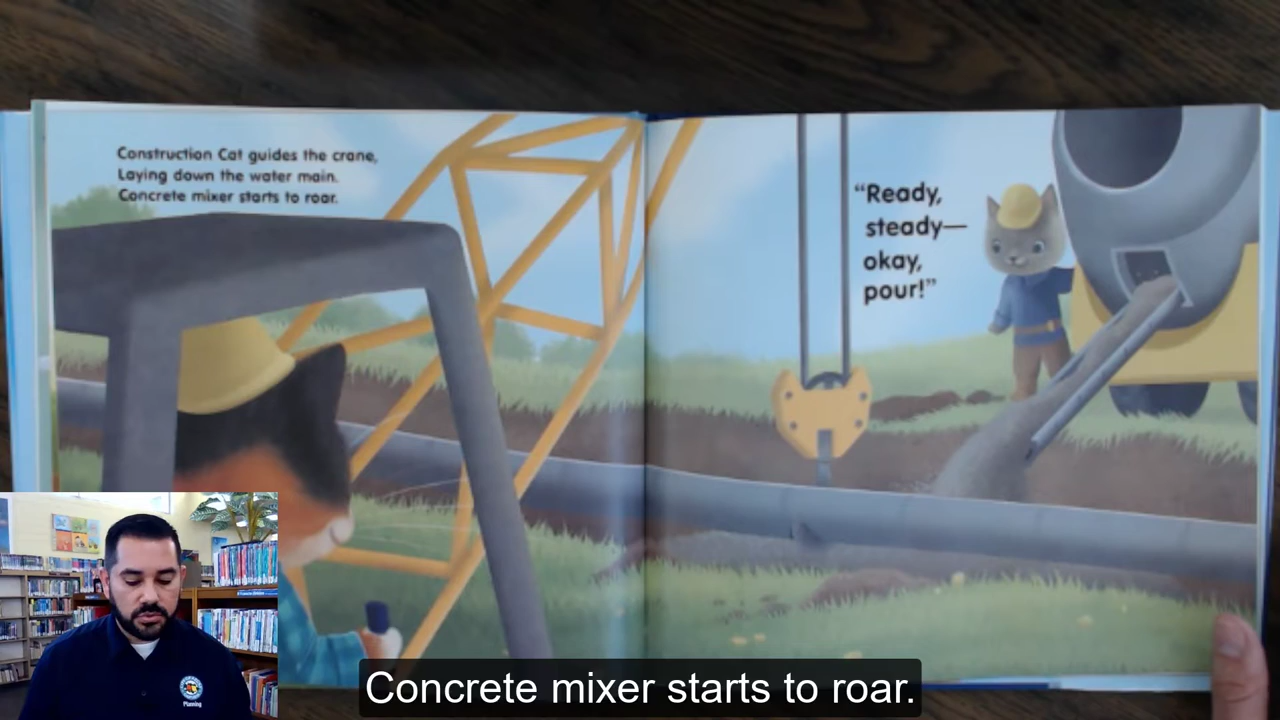 Construction Cat guides the crane,
Laying down the water main.
Concrete mixer starts to roar.
“Ready,
steady—
okay,
pour!”
Planning
Concrete mixer starts to roar.